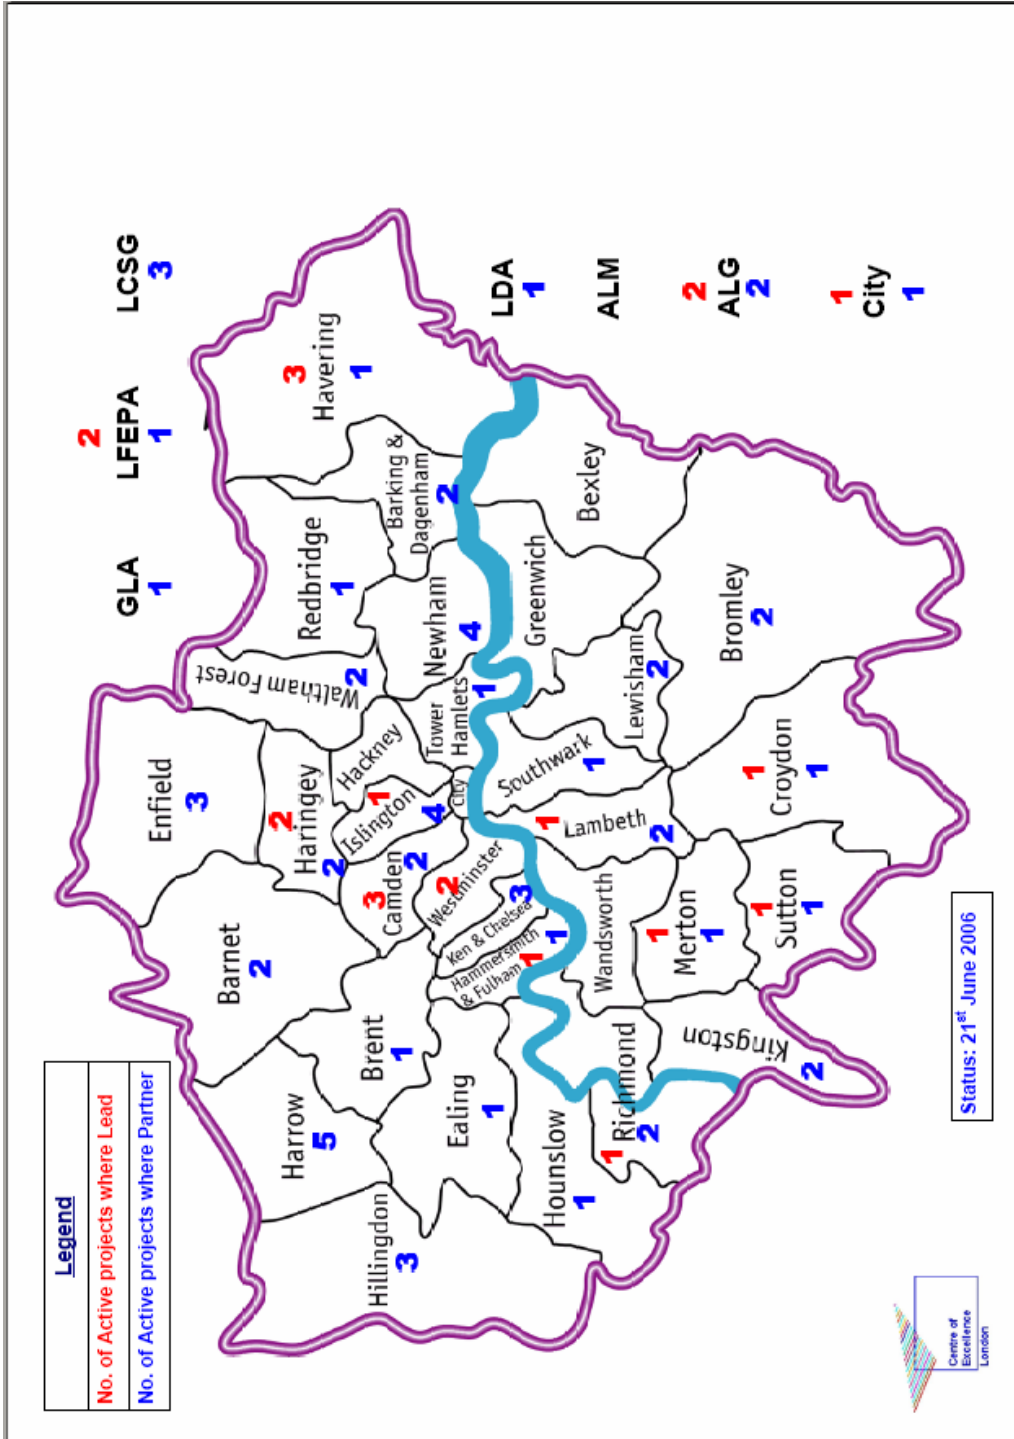 Legend
No. of Active projects where Lead
No. of Active projects where Partner
GLA
1
2
LFEPA
1
LCSG
3
Enfield
3
Barnet
2
Harrow
5
Hillingdon
3
Brent
1
Ealing
1
Hounslow
1
1
Richmond
2
Kingston
2
2
Haringey
2
Waltham Forest
2
Redbridge
1
3
Havering
1
Barking &
Dagenham
2
Newham
4
Hackney
1
Islington
4
3
Camden
2
2
Westminster
Ken & Chelsea
3
Hammersmith
& Fulham
1
1
City
Tower
Hamlets
1
Greenwich
Bexley
Lewisham
2
Southwark
1
1
Lambeth
2
Wandsworth
1
Merton
1
1
Sutton
1
1
Croydon
1
Bromley
2
LDA
1
ALM
2
ALG
2
1
City
1
Status: 21st June 2006
Centre of
Excellence
London